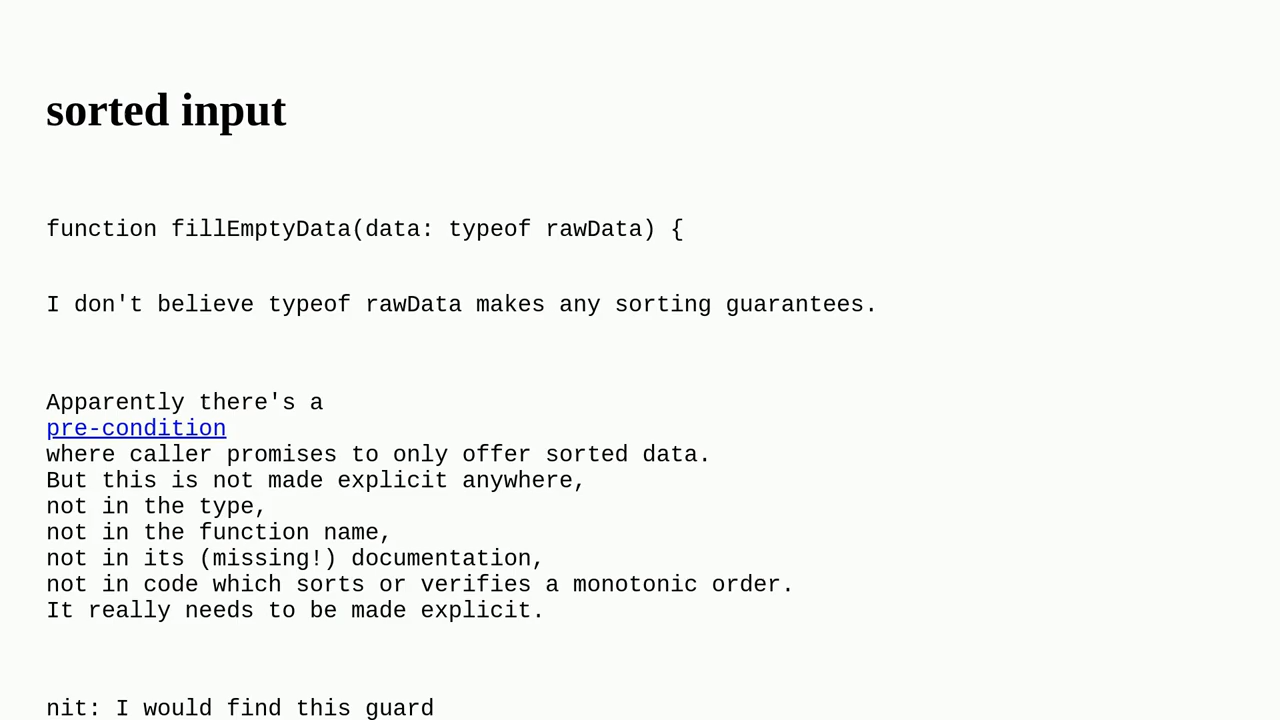 sorted input
function fillEmptyData(data: typeof rawData) {
I don't believe typeof rawData makes any sorting guarantees.
Apparently there's a
pre-condition
where caller promises to only offer sorted data.
But this is not made explicit anywhere,
not in the type,
not in the function name,
not in its (missing!) documentation,
not in code which sorts or verifies a monotonic order.
It really needs to be made explicit.
nit: I would find this guard